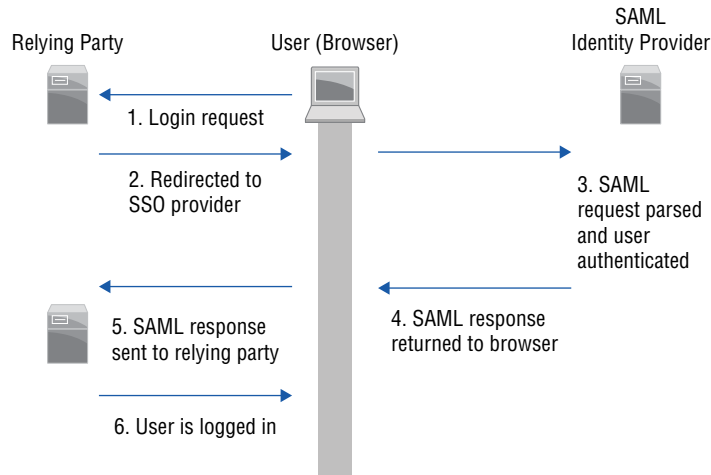 Relying Party
User (Browser)
SAML
Identity Provider
1. Login request
2. Redirected to
SSO provider
3. SAML
request parsed
and user
authenticated
4. SAML response
returned to browser
5. SAML response
sent to relying party
6. User is logged in